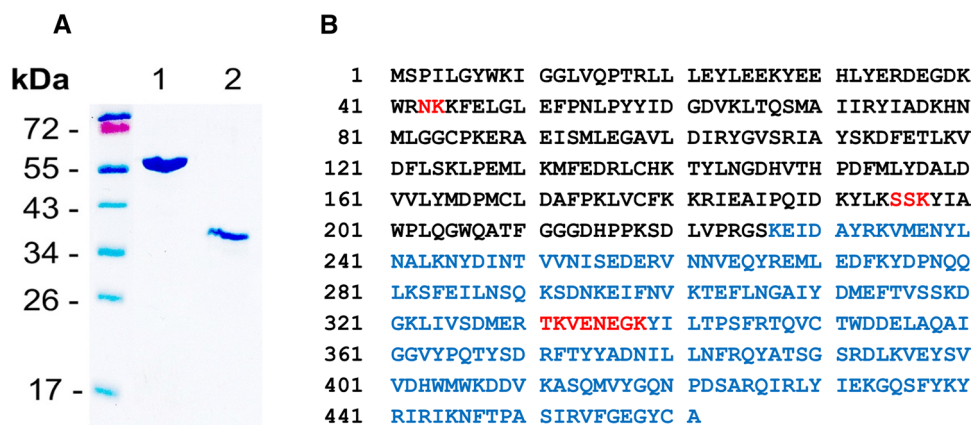 A
kDa 1 2
72 -
55 -
43 -
34 -
26 -
17 -
B
1 MSPILGYWKI GGLVQPTRLL LEYLEEKYEE HLYERDEGDK
41 WRNKKFELGL EFPNLPYYID GDVKLTQSMA IIRYIADKHN
81 MLGGCPKERA EISMLEGAVL DIRYGVSRIA YSKDFETLKV
121 DFLSKLPEML KMFEDRLCHK TYLNGDHVTH PDFMLYDALD
161 VVLYMDPMCL DAFPKLVCFK KRIEAIPQID KYLKSSKYIA
201 WPLQGWQATF GGGDHPPKSD LVPRGSKEID AYRKVMENYL
241 NALKNYDINT VVNISEDERV NNVEQYREML EDFKYDPNQQ
281 LKSFEILNSQ KSDNKEIFNV KTEFLNGAIY DMEFTVSSKD
321 GKLIVSDMER TKVENEGKYI LTPSFRTQVC TWDDELAQAI
361 GGVYPQTYSD RFTYYADNIL LNFRQYATSG SRDLKVEYSV
401 VDHWMWKDDV KASQMVYGQN PDSARQIRLY IEKGQSFYKY
441 RIRIKNFTPA SIRVFGEGYC A